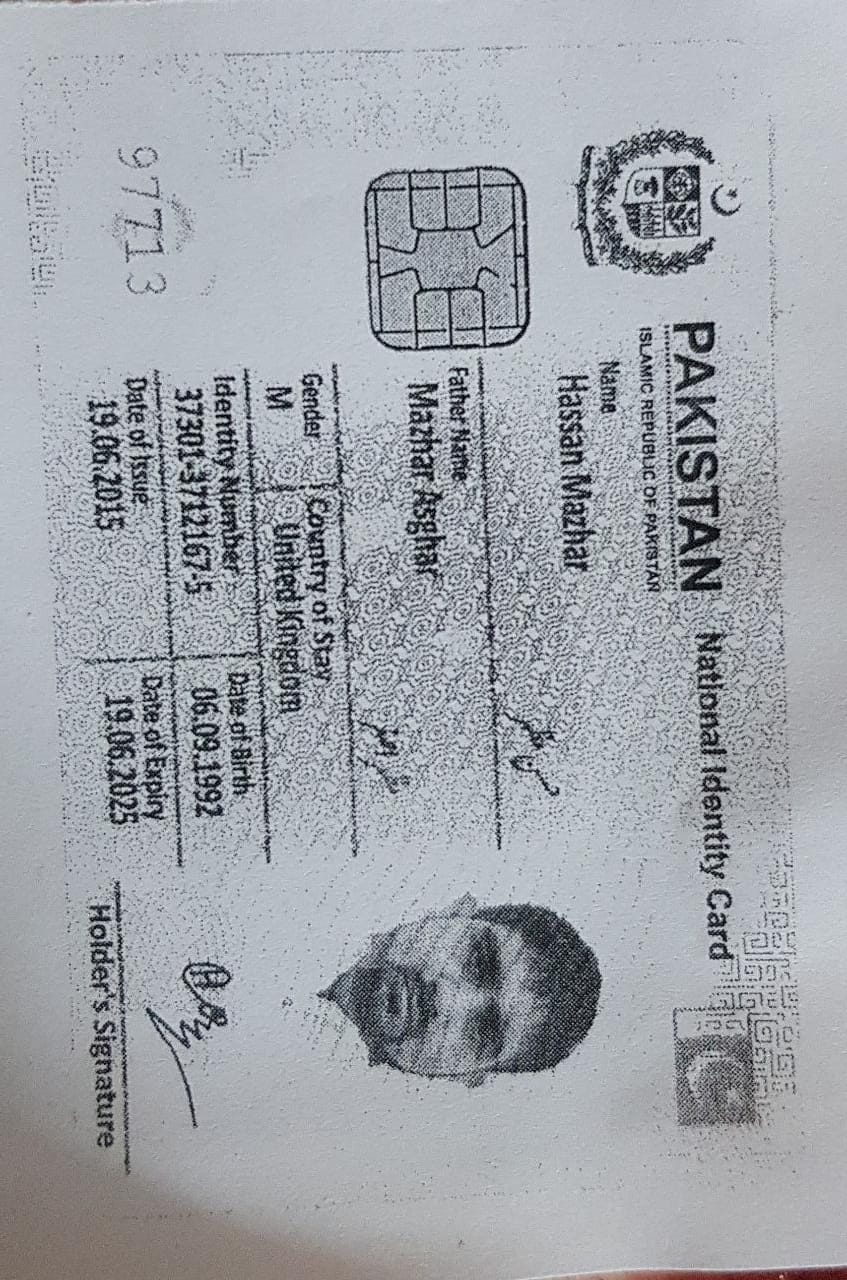 PAKISTAN National Identity Card
ISLAMIC REPUBLIC OF PAKISTAN
Name
Hassan Mazhar
Father Name
Mazhar Asghar
Gender Country of Stay
M United Kingdom
Identity Number Date of Birth
37301-3712167-5 06.09.1992
Date of Issue Date of Expiry
19.06.2015 19.06.2025
97713
Holder's Signature